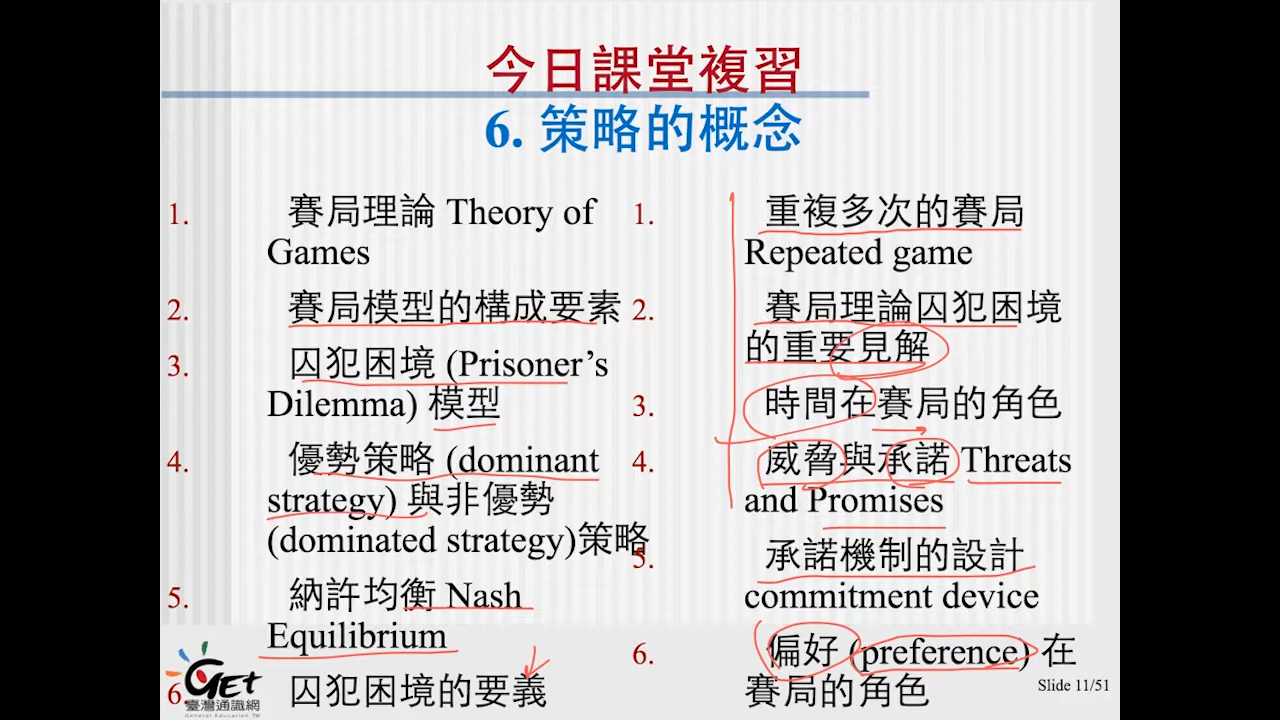 今日課堂複習
6. 策略的概念
1. 賽局理論 Theory of
Games
2. 賽局模型的構成要素
3. 囚犯困境 (Prisoner’s
Dilemma) 模型
4. 優勢策略 (dominant
strategy) 與非優勢
(dominated strategy)策略
5. 納許均衡 Nash
Equilibrium
6. 囚犯困境的要義
1. 重複多次的賽局
Repeated game
2. 賽局理論囚犯困境
的重要見解
3. 時間在賽局的角色
4. 威脅與承諾 Threats
and Promises
5. 承諾機制的設計
commitment device
6. 偏好 (preference) 在
賽局的角色
Slide 11/51
GET
臺灣通識網
General Education TW